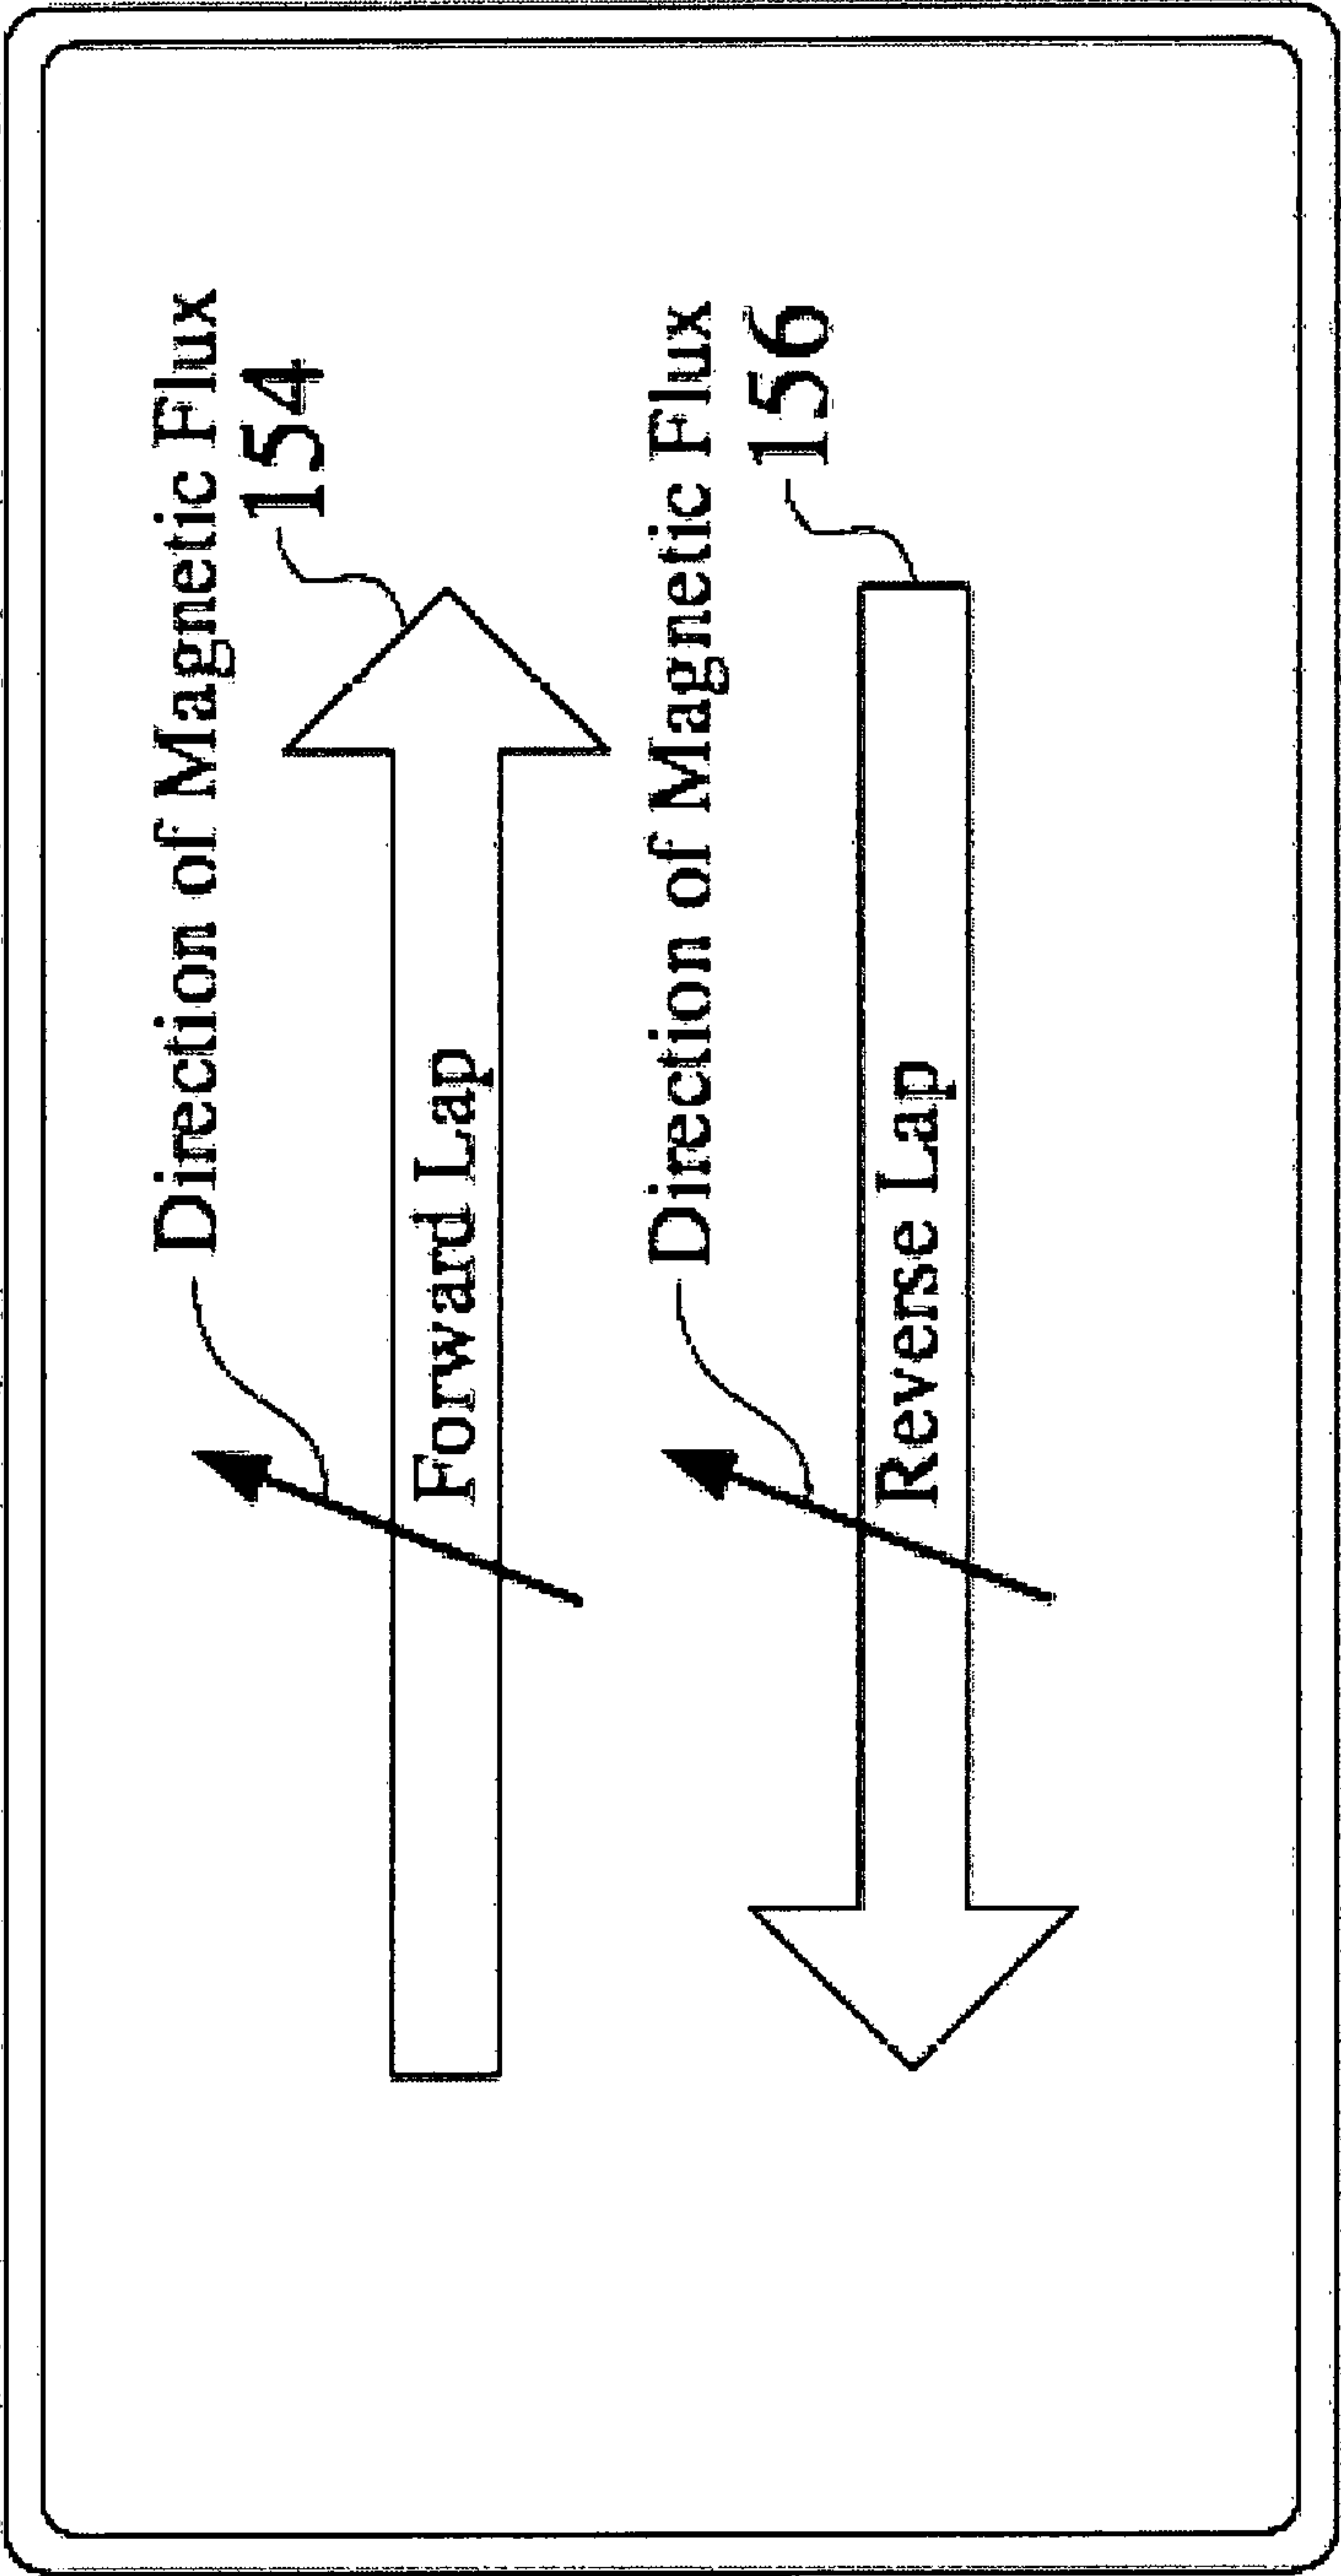 Direction of Magnetic Flux
154
Forward Lap
Direction of Magnetic Flux
156
Reverse Lap